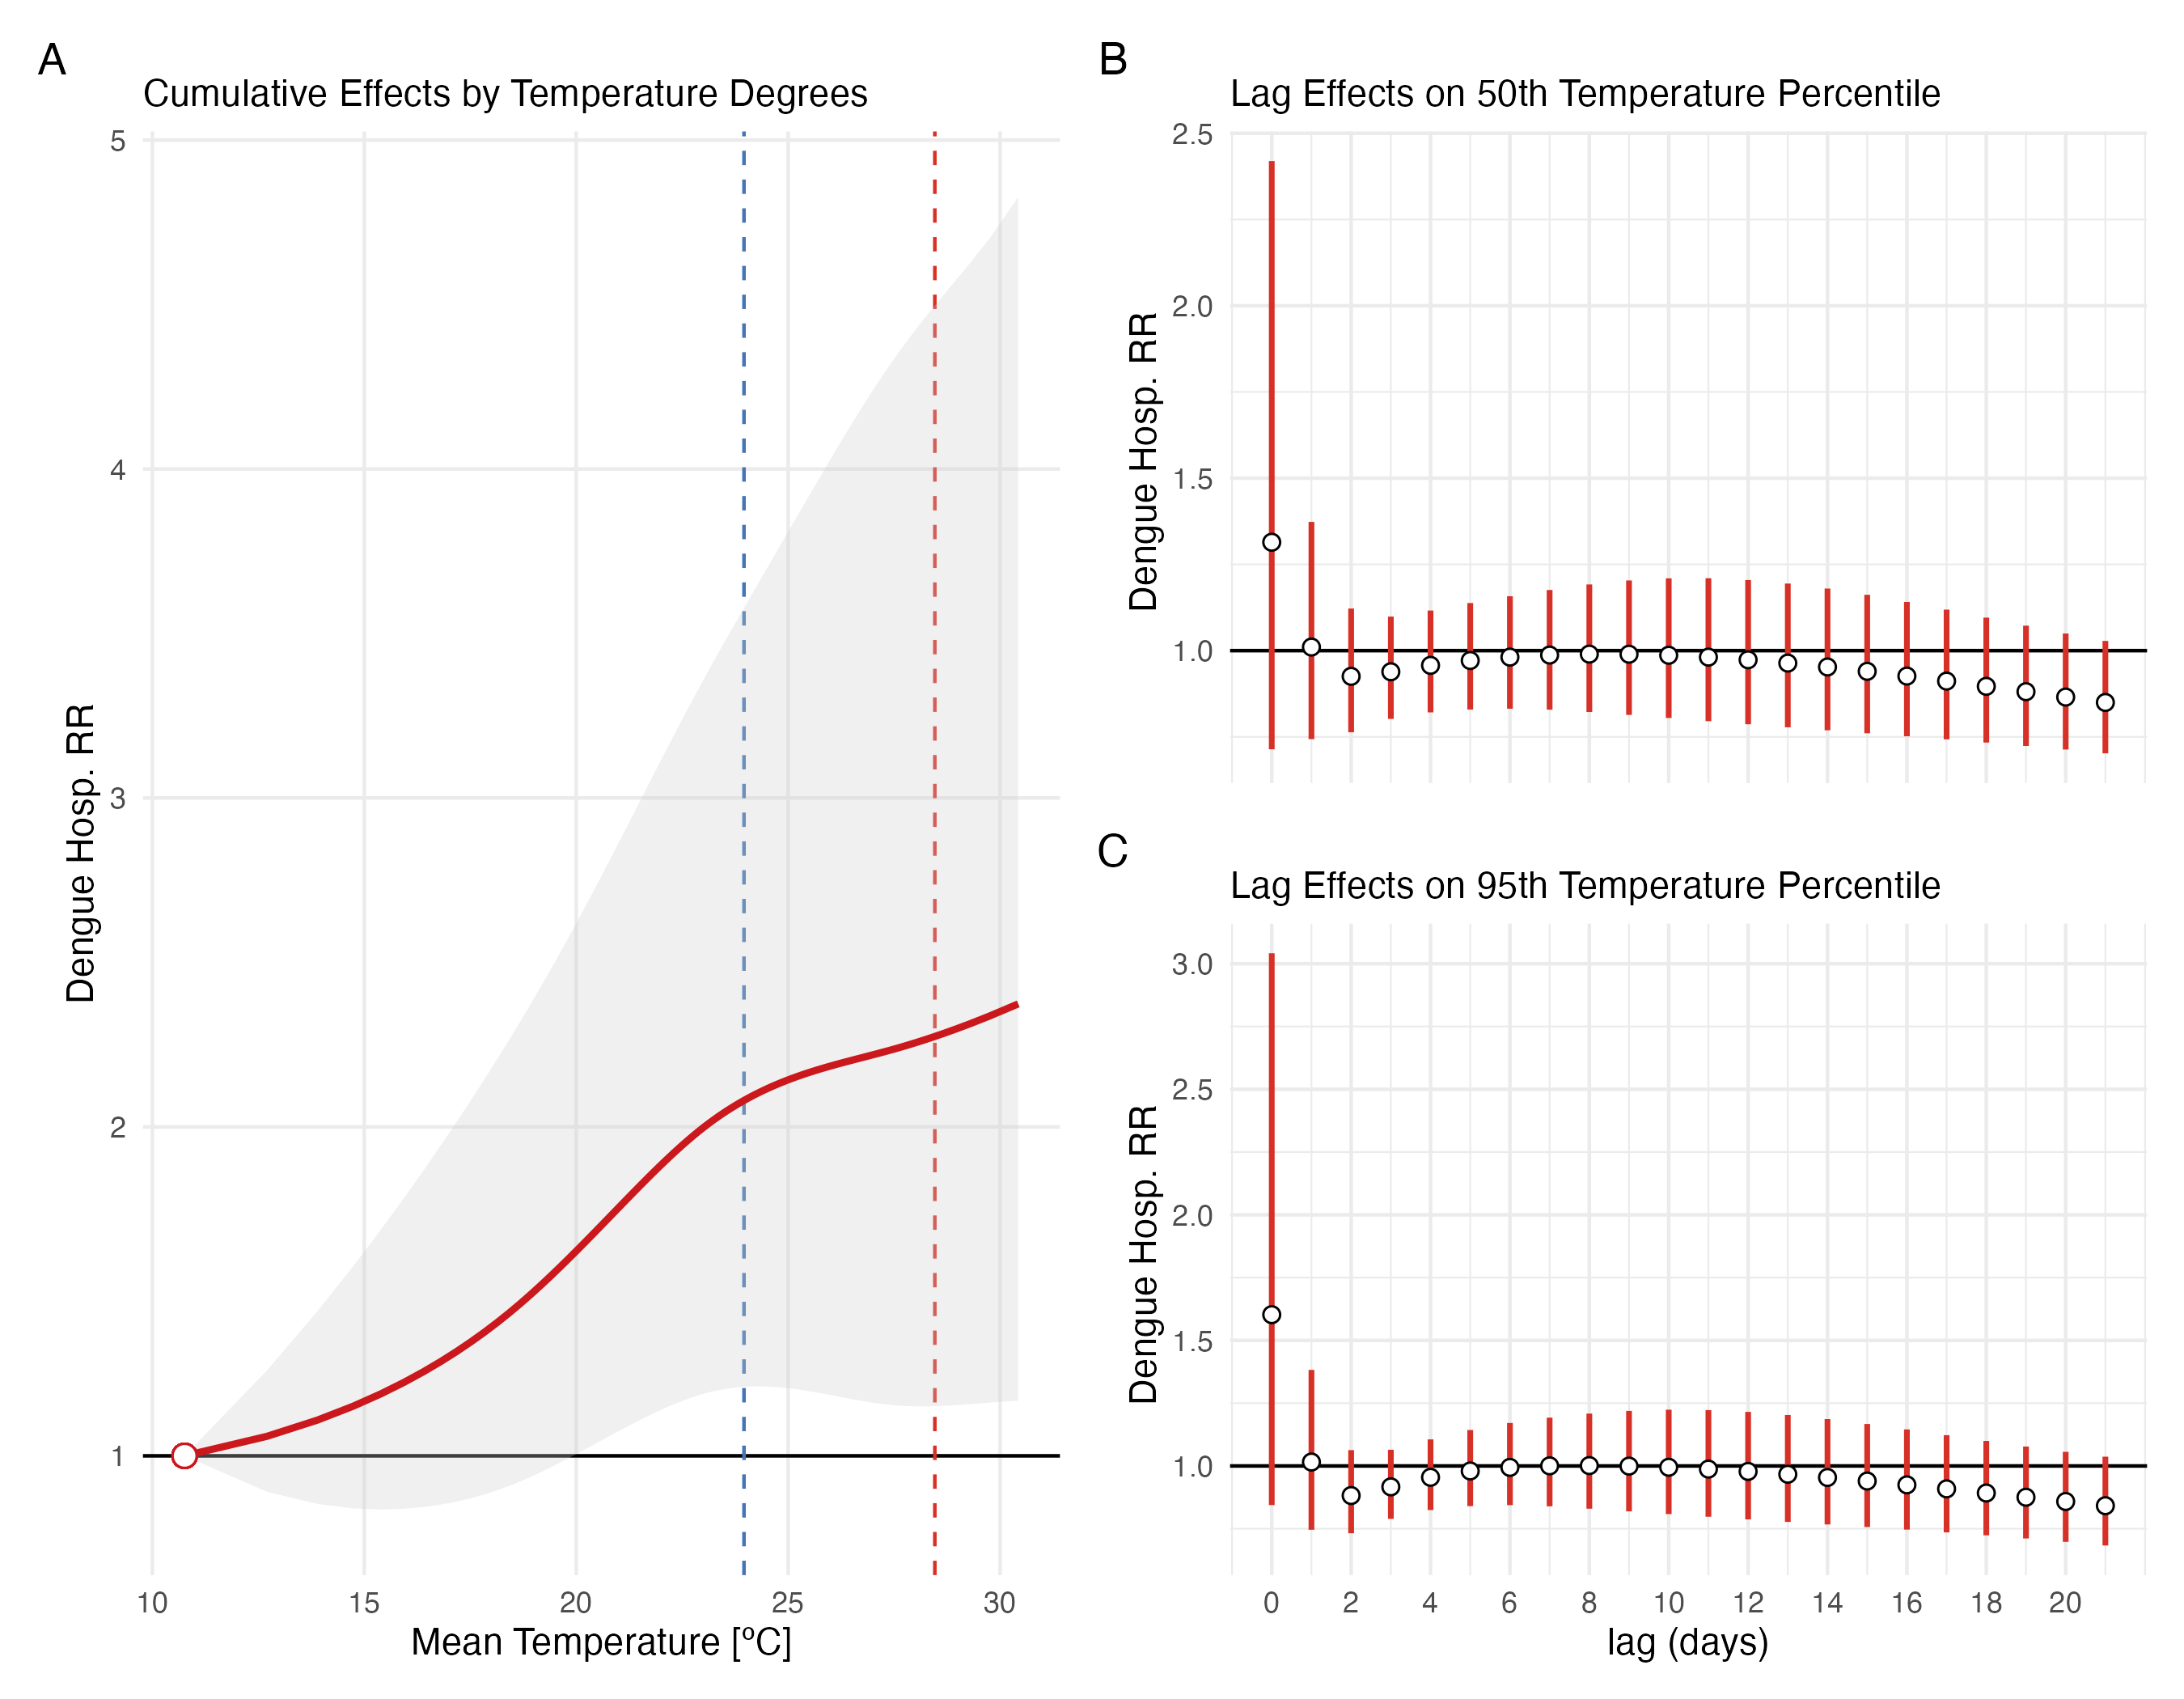 A
Cumulative Effects by Temperature Degrees
5
4
3
2
1
Dengue Hosp. RR
10 15 20 25 30
Mean Temperature [ºC]
B
Lag Effects on 50th Temperature Percentile
2.5
2.0
1.5
1.0
Dengue Hosp. RR
C
Lag Effects on 95th Temperature Percentile
3.0
2.5
2.0
1.5
1.0
Dengue Hosp. RR
0 2 4 6 8 10 12 14 16 18 20
lag (days)